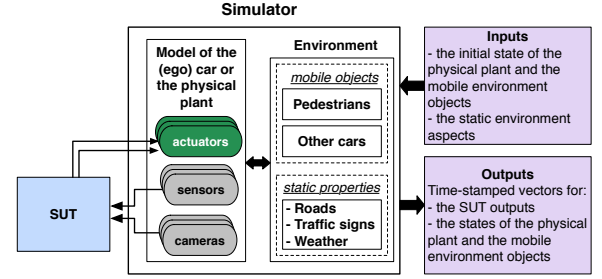 Simulator
Model of the
(ego) car or
the physical
plant
actuators
sensors
cameras
SUT
Environment
mobile objects
Pedestrians
Other cars
static properties
- Roads
- Traffic signs
- Weather
Inputs
- the initial state of the
physical plant and the
mobile environment
objects
- the static environment
aspects
Outputs
Time-stamped vectors for:
- the SUT outputs
- the states of the physical
plant and the mobile
environment objects